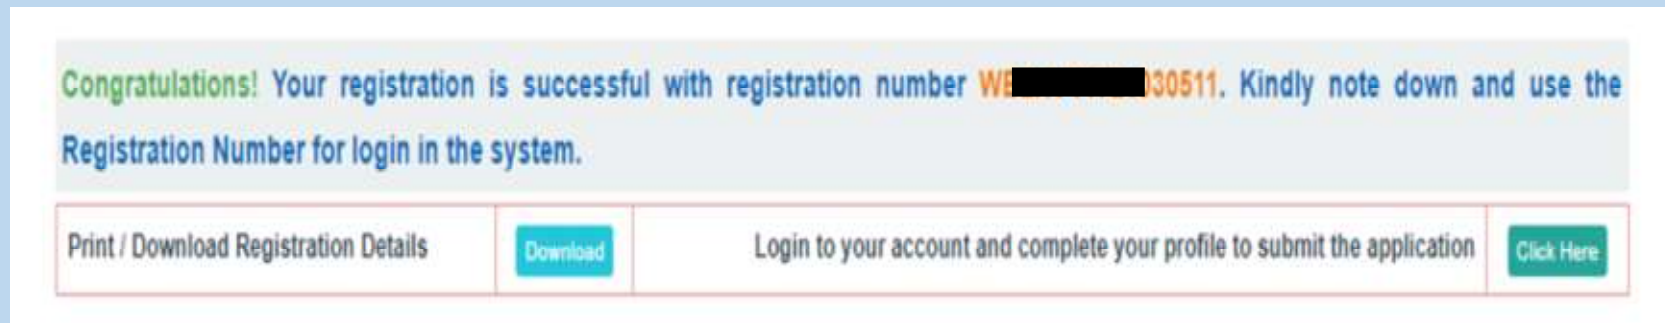 Congratulations! Your registration is successful with registration number WB 030511. Kindly note down and use the
Registration Number for login in the system.
Print / Download Registration Details Download Login to your account and complete your profile to submit the application Click Here